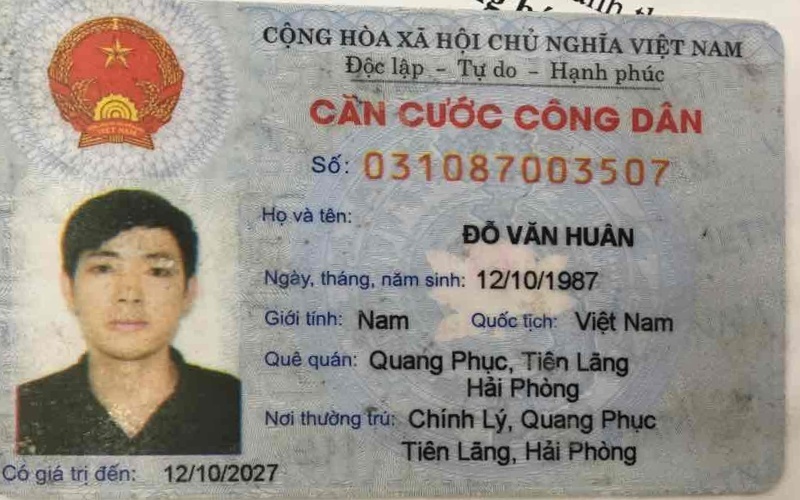 CỘNG HÒA XÃ HỘI CHỦ NGHĨA VIỆT NAM
Độc lập - Tự do - Hạnh phúc
CĂN CƯỚC CÔNG DÂN
Số: 031087003507
Họ và tên:
ĐỖ VĂN HUÂN
Ngày, tháng, năm sinh: 12/10/1987
Giới tính: Nam Quốc tịch: Việt Nam
Quê quán: Quang Phục, Tiên Lãng
Hải Phòng
Nơi thường trú: Chính Lý, Quang Phục
Tiên Lãng, Hải Phòng
Có giá trị đến: 12/10/2027
VIỆT NAM